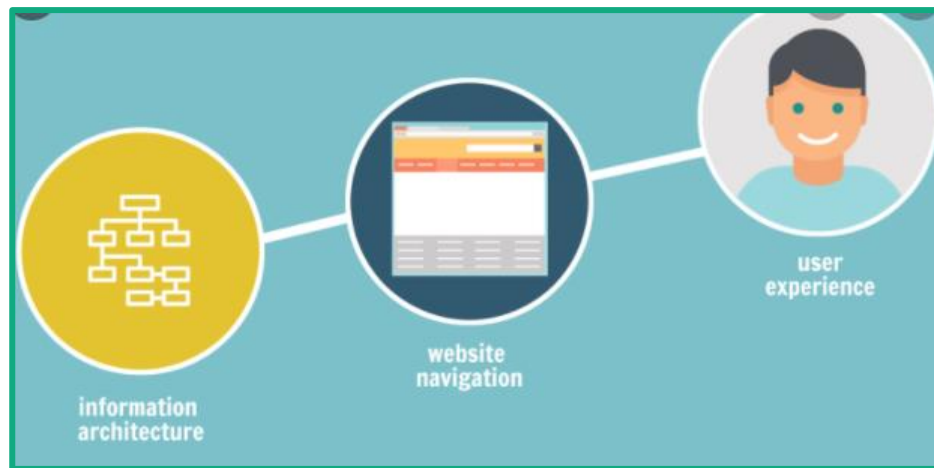 information
architecture
website
navigation
user
experience